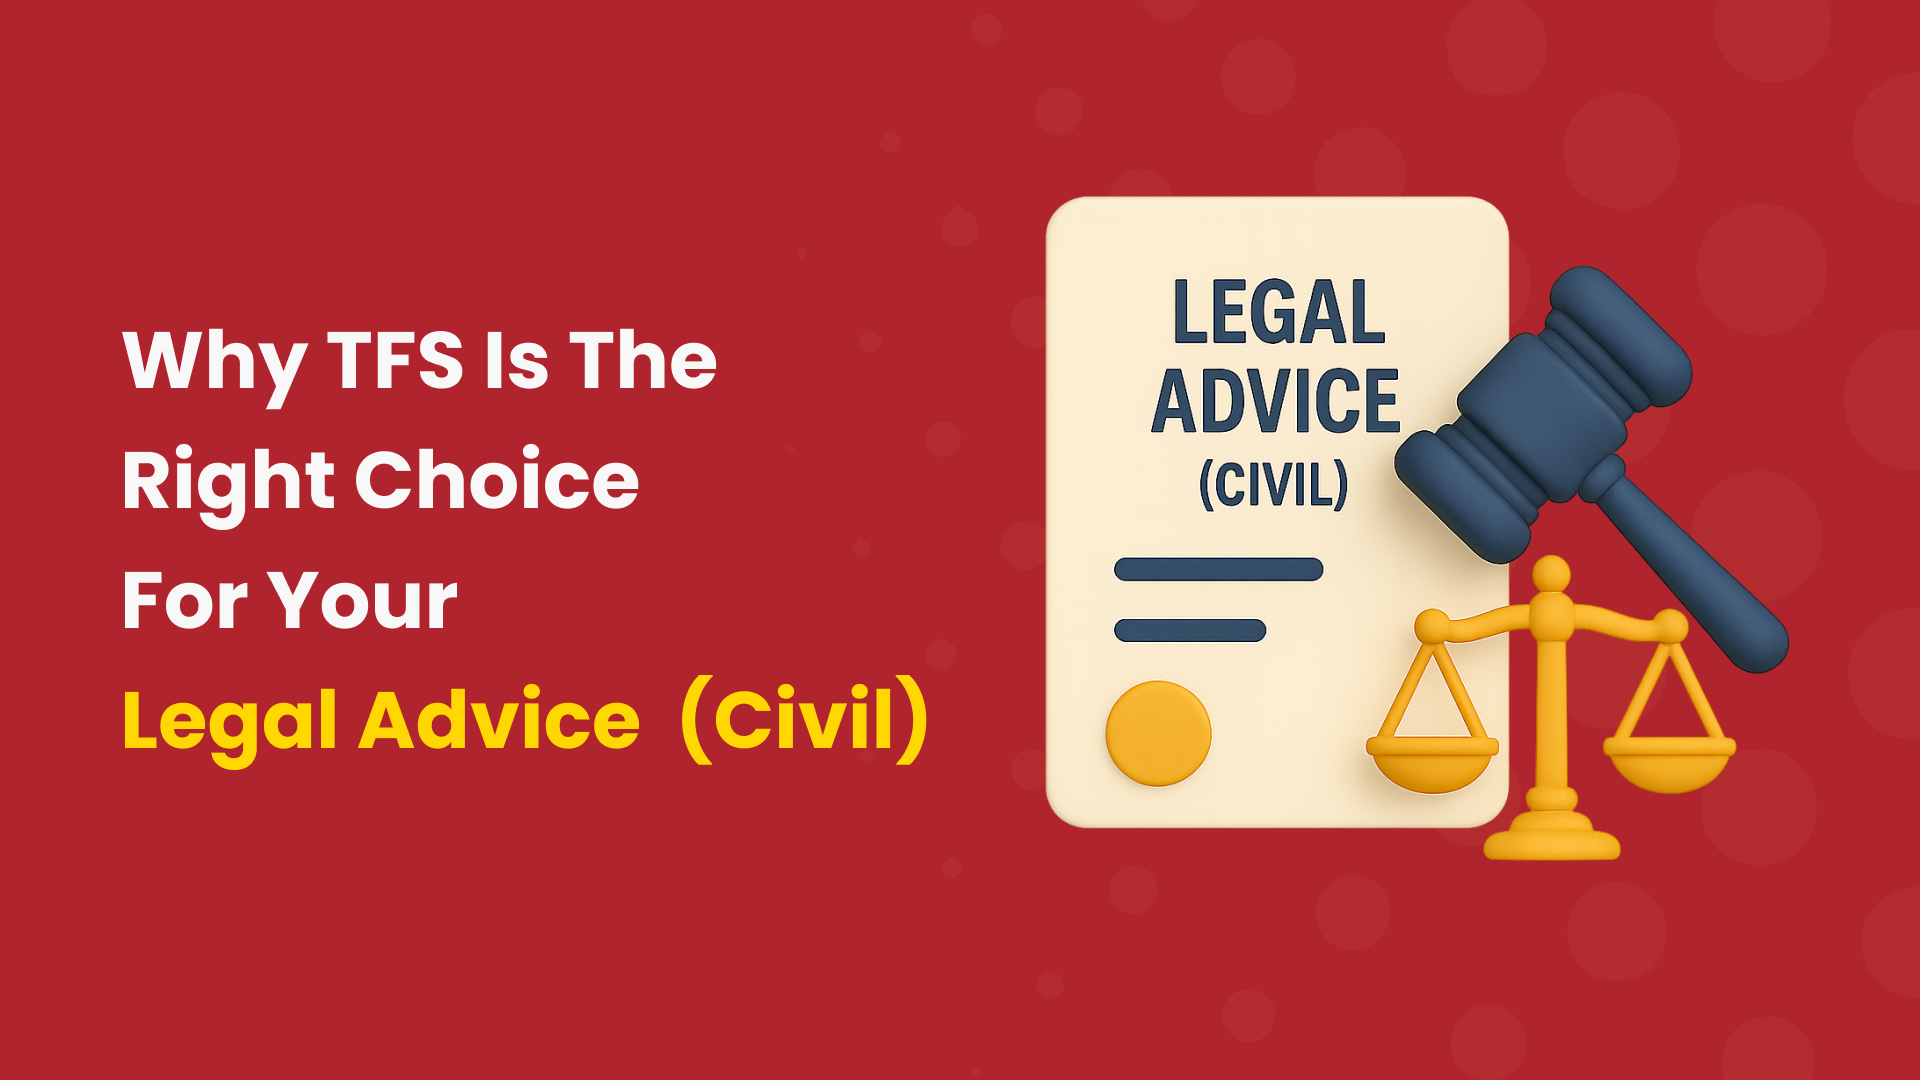 Why TFS Is The
Right Choice
For Your
Legal Advice (Civil)
LEGAL
ADVICE
(CIVIL)